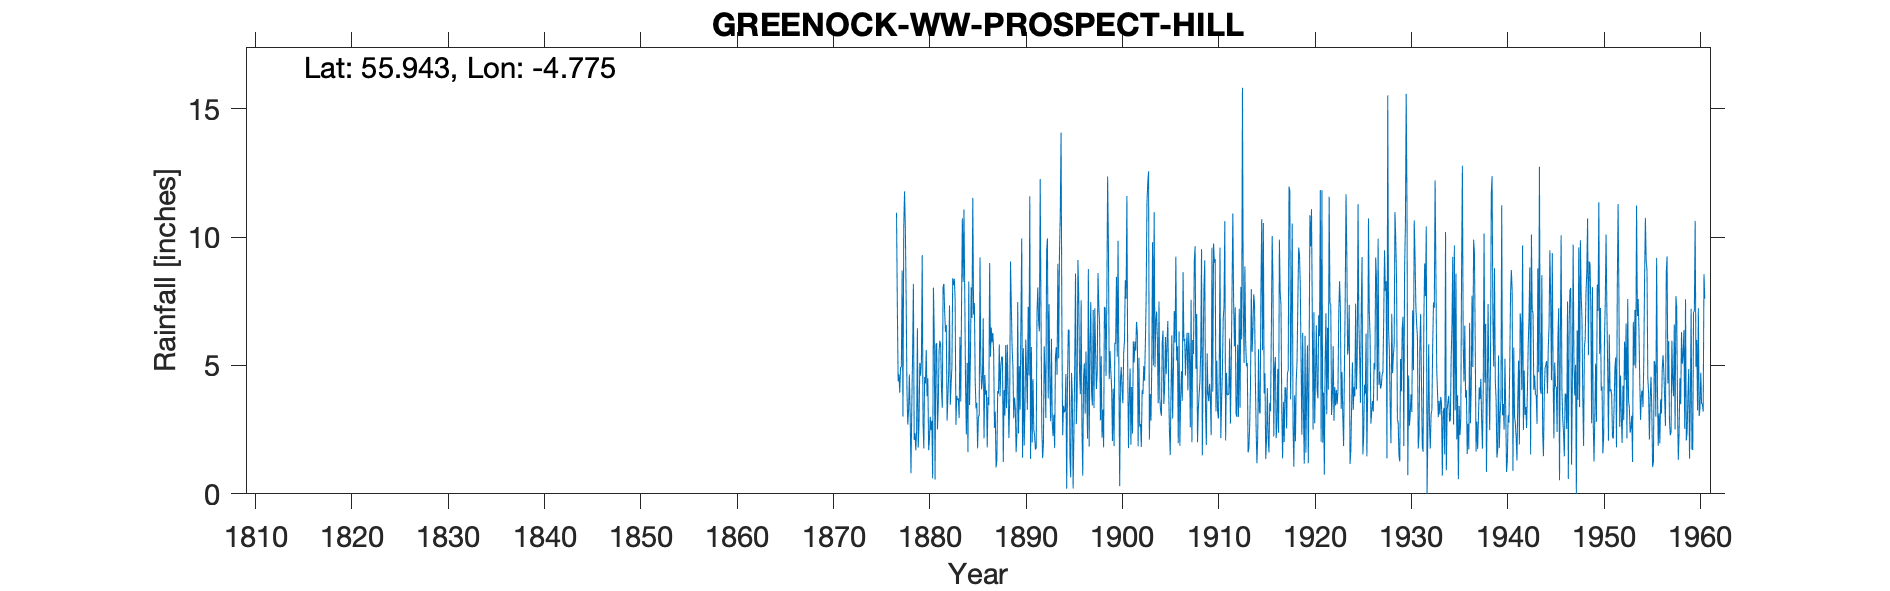 GREENOCK-WW-PROSPECT-HILL
Lat: 55.943, Lon: -4.775
Rainfall [inches]
15
10
5
0
1810 1820 1830 1840 1850 1860 1870 1880 1890 1900 1910 1920 1930 1940 1950 1960
Year